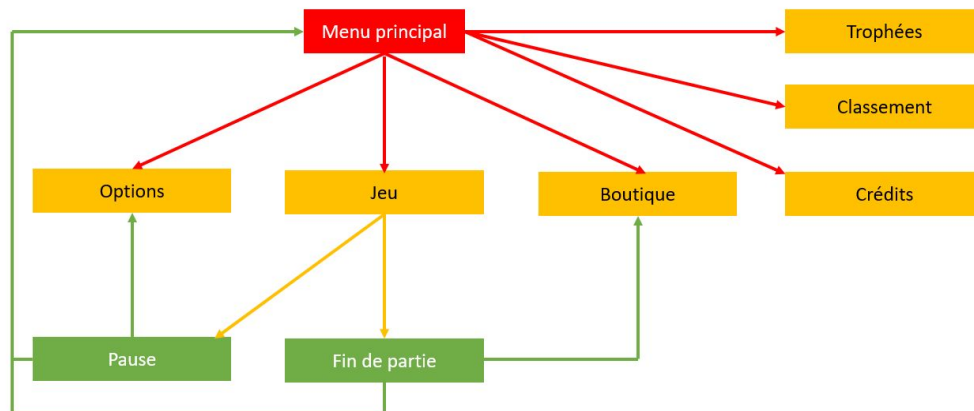 Menu principal
Trophées
Classement
Options
Jeu
Boutique
Crédits
Pause
Fin de partie